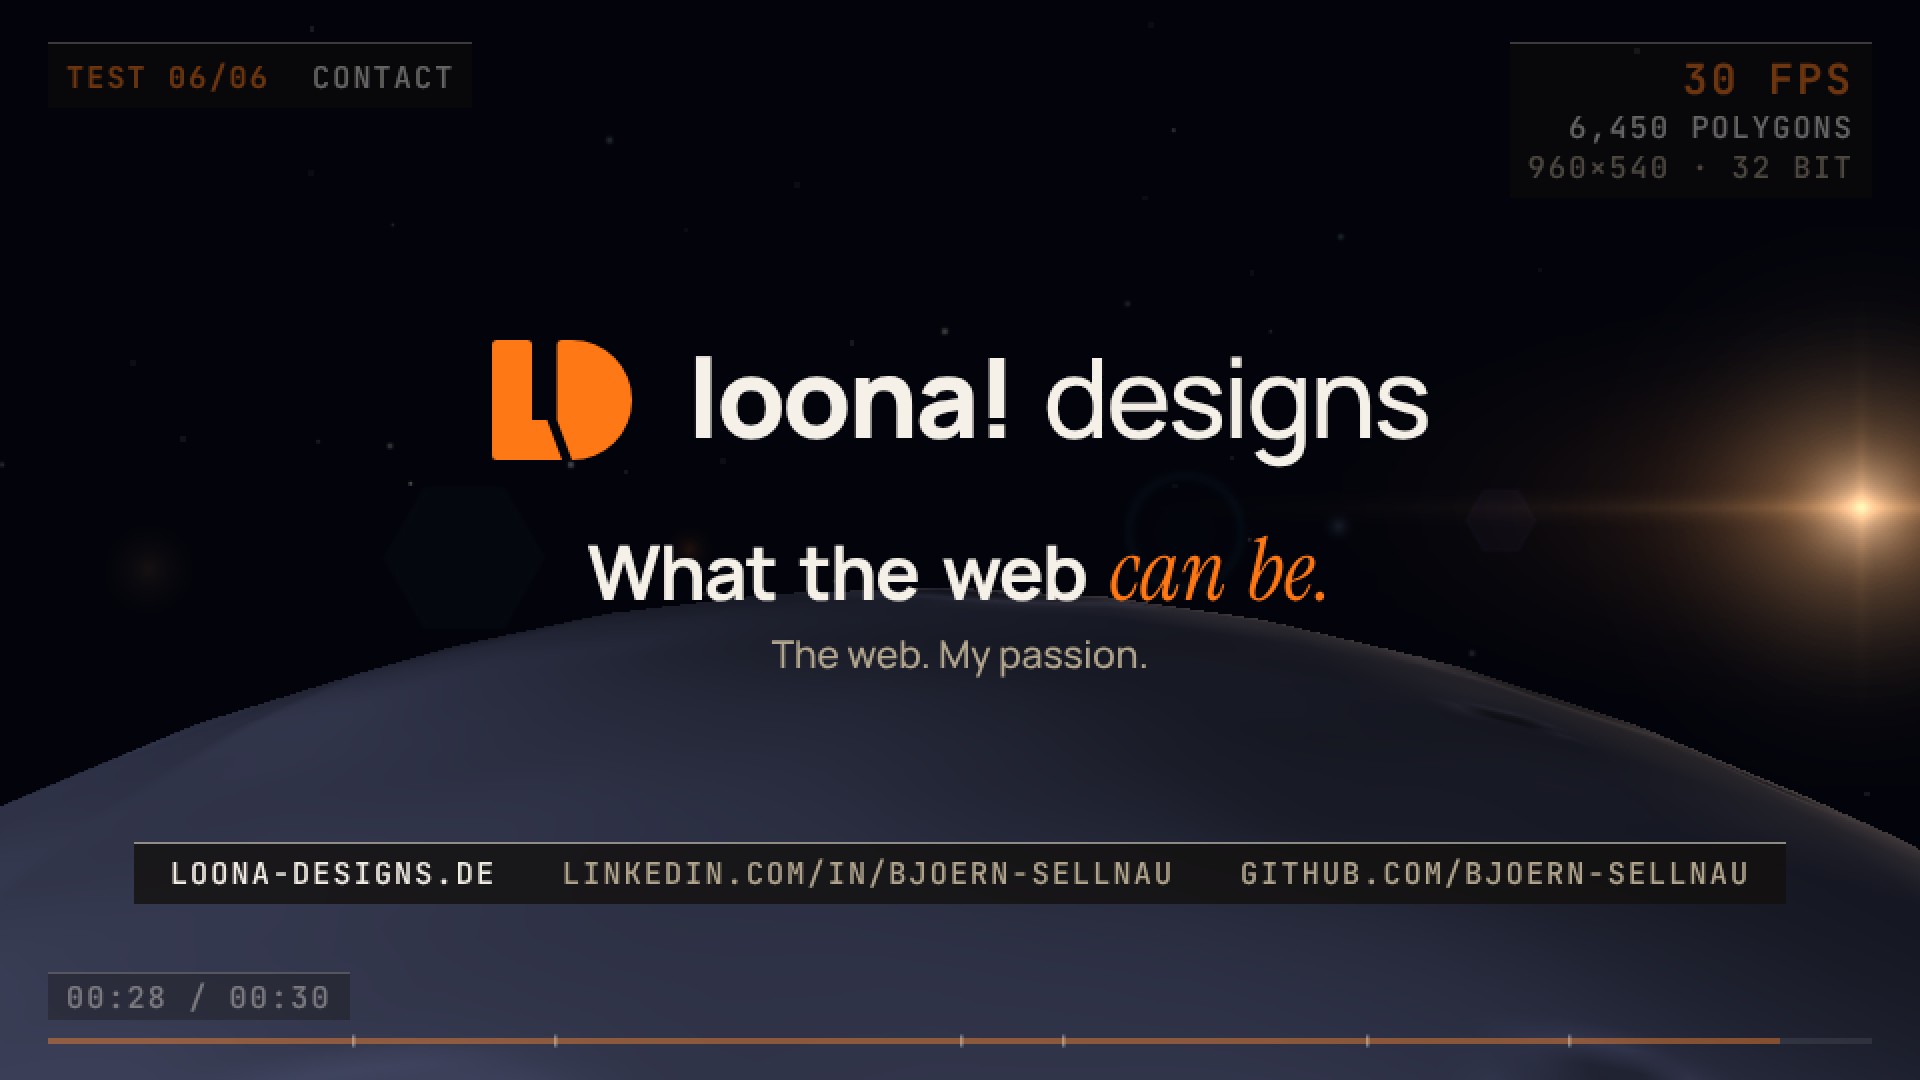 TEST 06/06 CONTACT
30 FPS
6,450 POLYGONS
960×540 · 32 BIT
loona! designs
What the web can be.
The web. My passion.
LOONA-DESIGNS.DE LINKEDIN.COM/IN/BJOERN-SELLNAU GITHUB.COM/BJOERN-SELLNAU
00:28 / 00:30